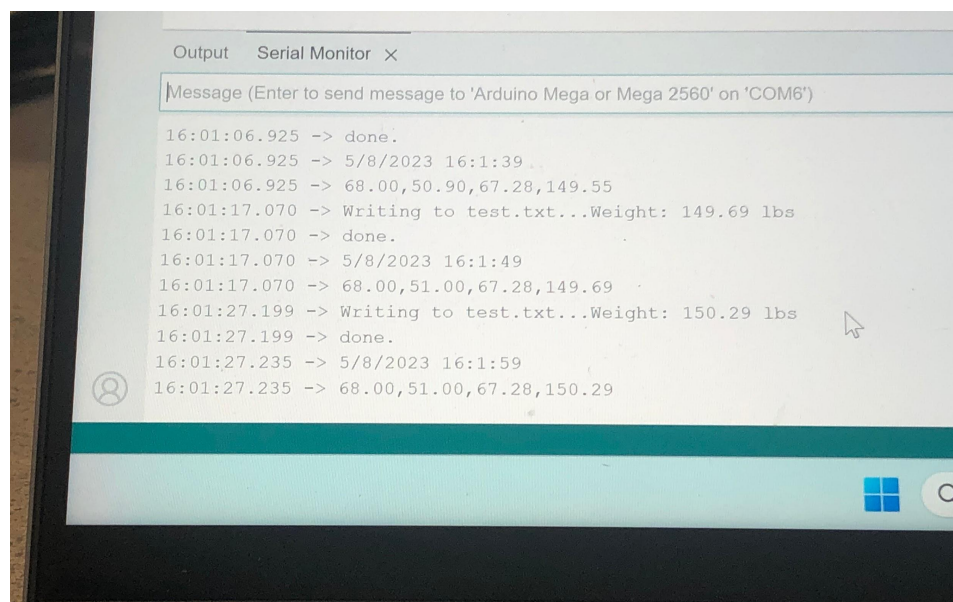 Output Serial Monitor
Message (Enter to send message to 'Arduino Mega or Mega 2560' on 'COM6')
16:01:06.925 -> done.
16:01:06.925 -> 5/8/2023 16:1:39
16:01:06.925 -> 68.00,50.90,67.28,149.55
16:01:17.070 -> Writing to test.txt...Weight: 149.69 lbs
16:01:17.070 -> done.
16:01:17.070 -> 5/8/2023 16:1:49
16:01:17.070 -> 68.00,51.00,67.28,149.69
16:01:27.199 -> Writing to test.txt...Weight: 150.29 lbs
16:01:27.199 -> done.
16:01:27.235 -> 5/8/2023 16:1:59
16:01:27.235 -> 68.00,51.00,67.28,150.29